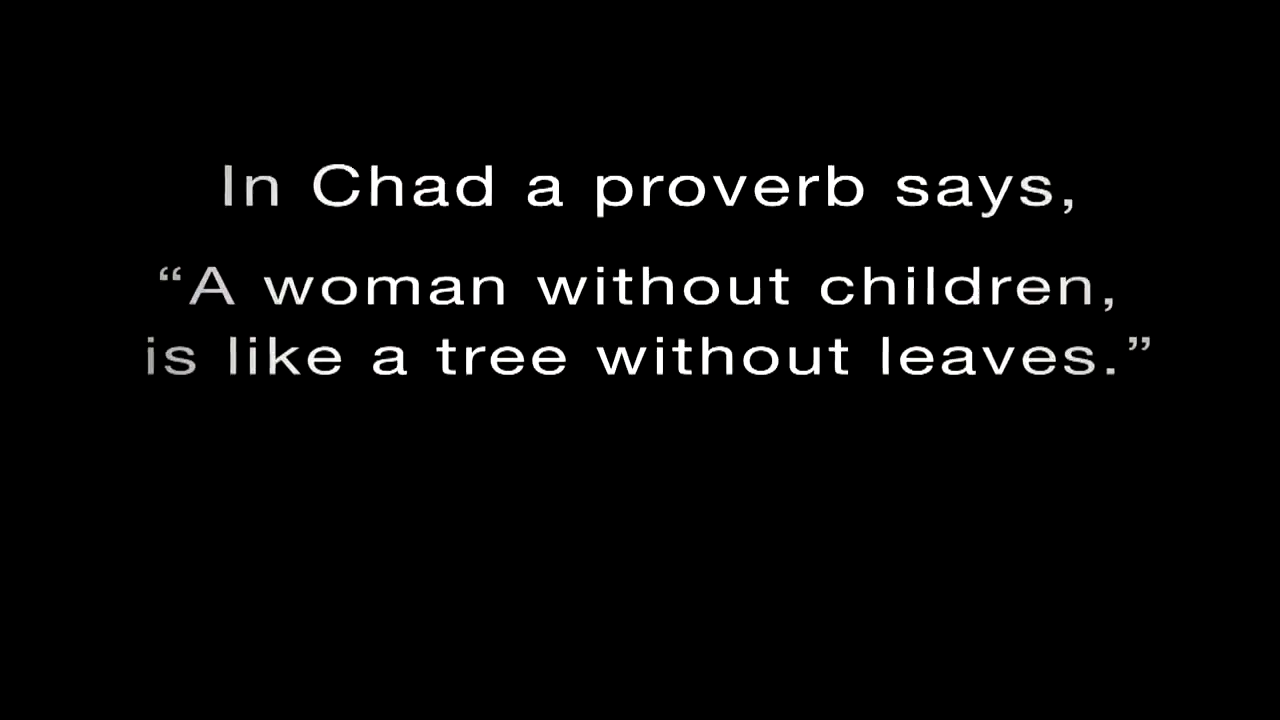 In Chad a proverb says,
“A woman without children,
is like a tree without leaves.”